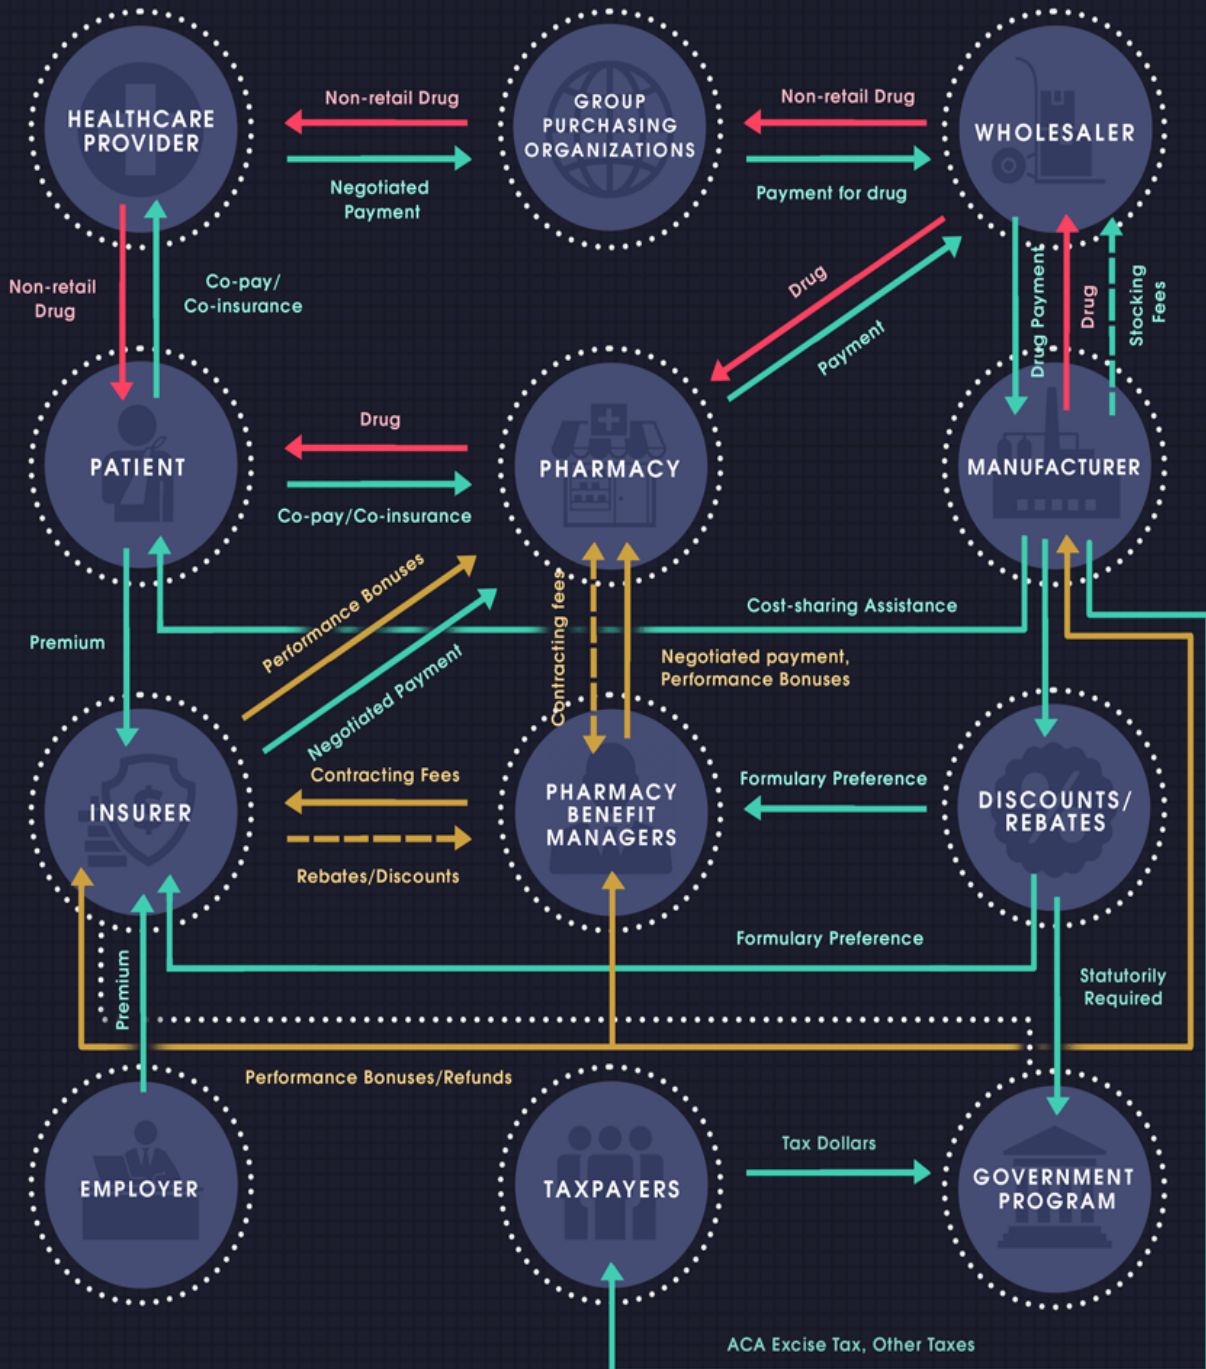 HEALTHCARE
PROVIDER
Non-retail Drug
Negotiated
Payment
GROUP
PURCHASING
ORGANIZATIONS
Non-retail Drug
Payment for drug
WHOLESALER
Non-retail
Drug
Co-pay/
Co-insurance
Drug
Payment
Drug Payment
Drug
Stocking
Fees
PATIENT
Drug
Co-pay/Co-insurance
PHARMACY
MANUFACTURER
Premium
Performance Bonuses
Negotiated Payment
Contracting fees
Cost-sharing Assistance
Negotiated payment,
Performance Bonuses
INSURER
$
Contracting Fees
Rebates/Discounts
PHARMACY
BENEFIT
MANAGERS
Formulary Preference
%
DISCOUNTS/
REBATES
Premium
Formulary Preference
Statutorily
Required
Performance Bonuses/Refunds
EMPLOYER
TAXPAYERS
Tax Dollars
GOVERNMENT
PROGRAM
ACA Excise Tax, Other Taxes